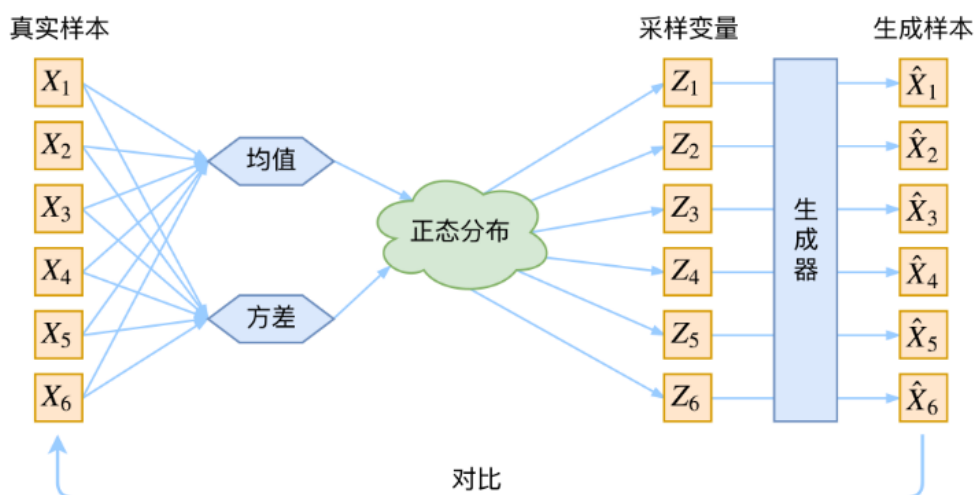 真实样本 采样变量 生成样本
X₁ Z₁ X̂₁
X₂ 均值 Z₂ X̂₂
X₃ Z₃ X̂₃
正态分布 生成器
X₄ Z₄ X̂₄
X₅ 方差 Z₅ X̂₅
X₆ Z₆ X̂₆
对比